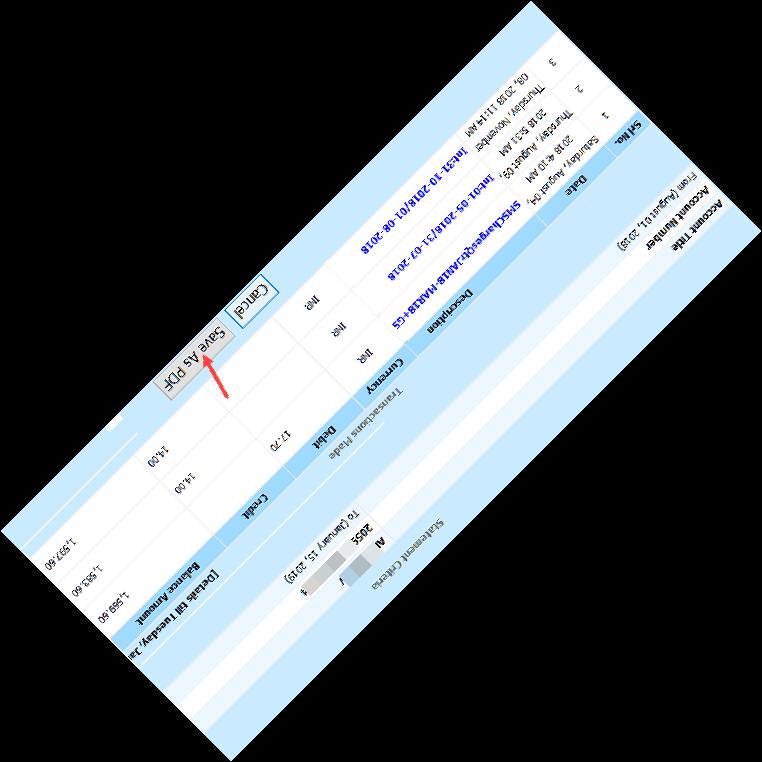 Statement Criteria
Account Title Al
Account Number 2059
From (August 01, 2018) To (January 15, 2019)
Transactions Made
[Details till Tuesday, Ja
Srl No. Date Description Currency Debit Credit Balance Amount
1 Saturday, August 04, SMSChargesQtrJAN18-MAR18+GS INR 17.70 1,569.60
2018 4:10 AM
2 Thursday, August 09, Int:01-05-2018/31-07-2018 INR 14.00 1,583.60
2018 5:31 AM
3 Thursday, November Int:31-10-2018/01-08-2018 INR 14.00 1,597.60
08, 2018 11:14 AM
Cancel Save As PDF